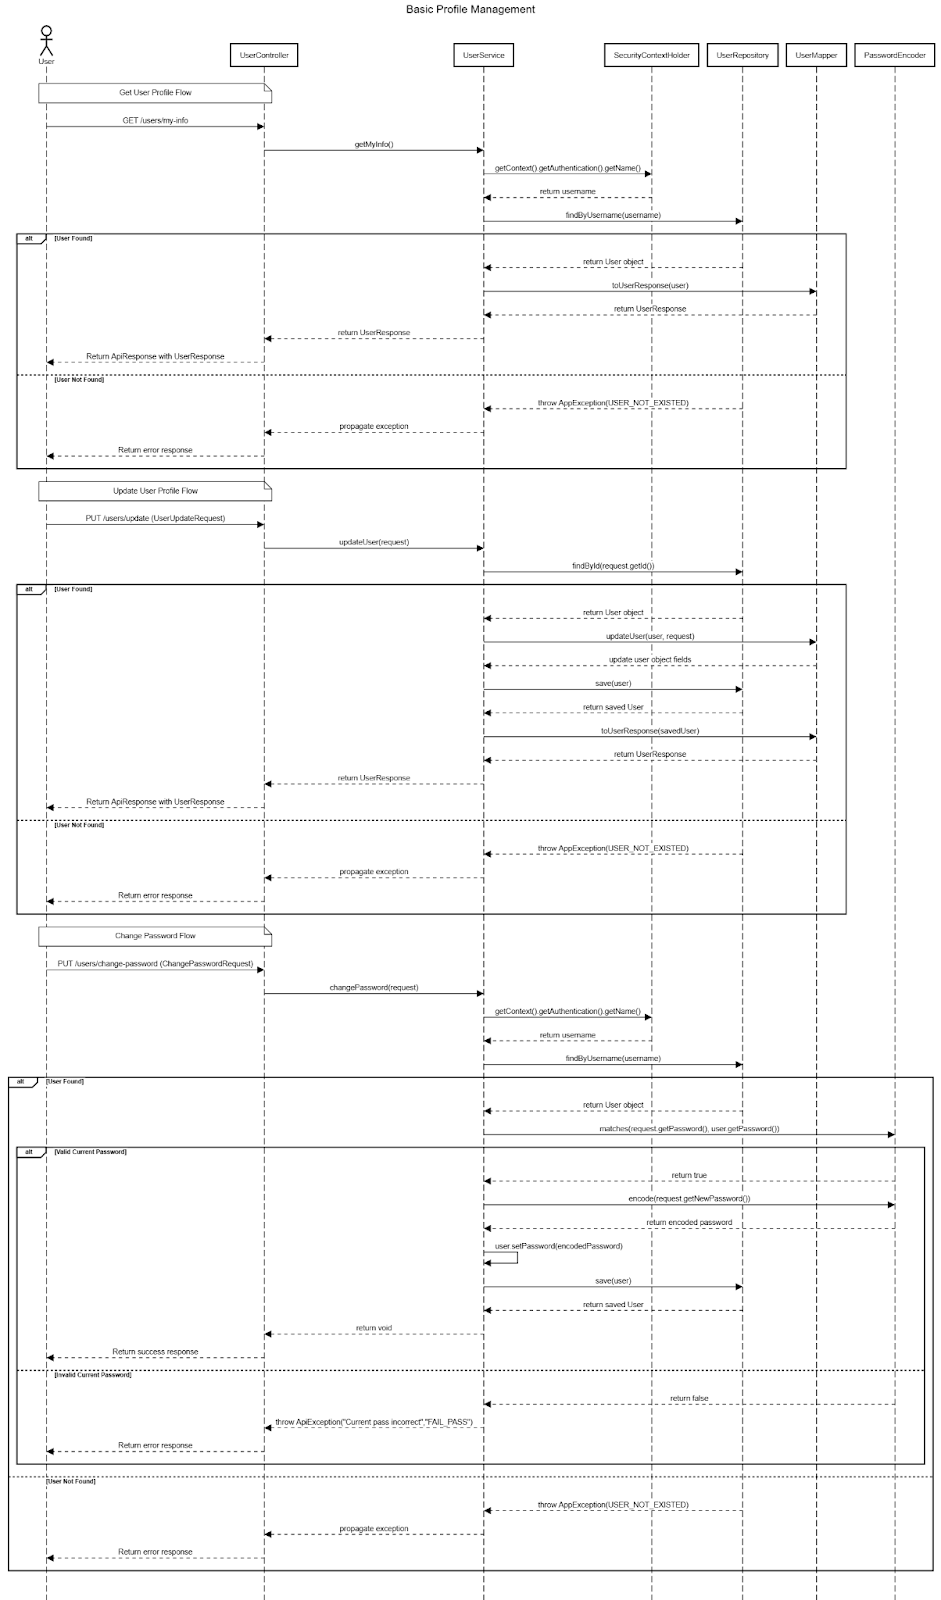 Basic Profile Management
User
UserController
UserService
SecurityContextHolder
UserRepository
UserMapper
PasswordEncoder
Get User Profile Flow
GET /users/my-info
getMyInfo()
getContext().getAuthentication().getName()
return username
findByUsername(username)
alt
[User Found]
return User object
toUserResponse(user)
return UserResponse
return UserResponse
Return ApiResponse with UserResponse
[User Not Found]
throw AppException(USER_NOT_EXISTED)
propagate exception
Return error response
Update User Profile Flow
PUT /users/update (UserUpdateRequest)
updateUser(request)
findById(request.getId())
alt
[User Found]
return User object
updateUser(user, request)
update user object fields
save(user)
return saved User
toUserResponse(savedUser)
return UserResponse
return UserResponse
Return ApiResponse with UserResponse
[User Not Found]
throw AppException(USER_NOT_EXISTED)
propagate exception
Return error response
Change Password Flow
PUT /users/change-password (ChangePasswordRequest)
changePassword(request)
getContext().getAuthentication().getName()
return username
findByUsername(username)
alt
[User Found]
return User object
matches(request.getPassword(), user.getPassword())
alt
[Valid Current Password]
return true
encode(request.getNewPassword())
return encoded password
user.setPassword(encodedPassword)
save(user)
return saved User
return void
Return success response
[Invalid Current Password]
return false
throw ApiException("Current pass incorrect","FAIL_PASS")
Return error response
[User Not Found]
throw AppException(USER_NOT_EXISTED)
propagate exception
Return error response